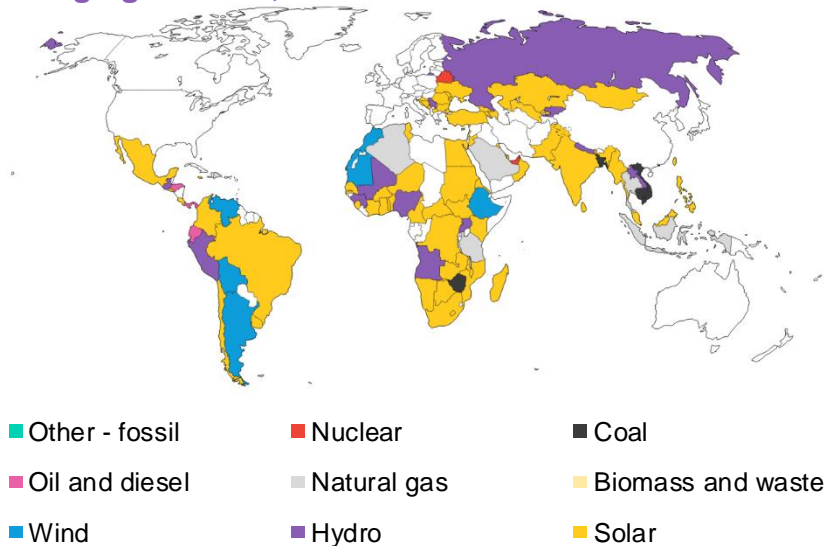 Other - fossil
Nuclear
Coal
Oil and diesel
Natural gas
Biomass and waste
Wind
Hydro
Solar